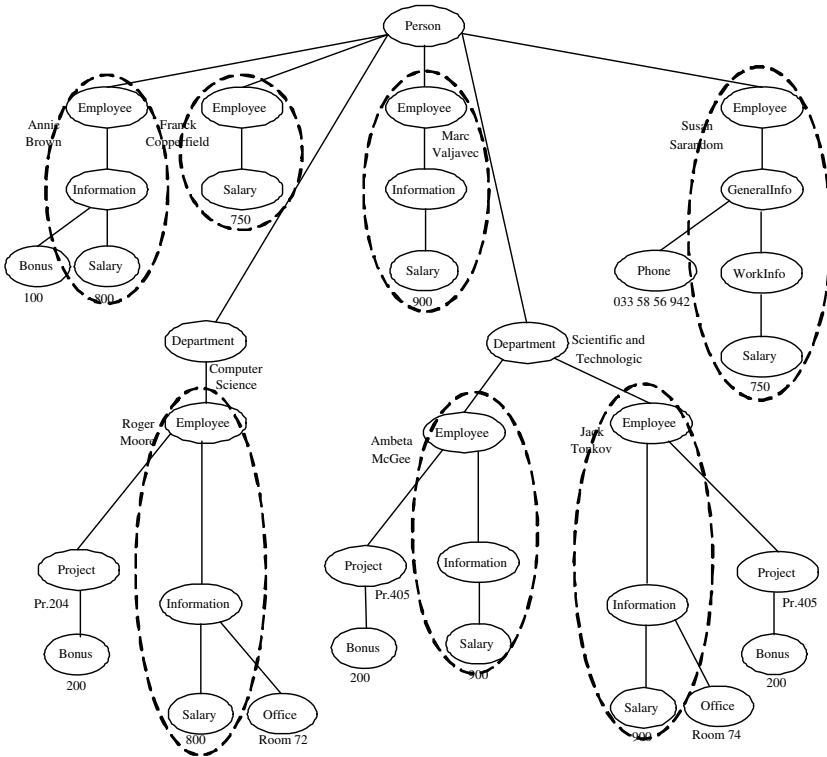 Person
Employee
Employee
Employee
Employee
Annie
Brown
Franck
Copperfield
Marc
Valjavec
Susan
Sarandom
Information
Salary
750
Information
GeneralInfo
Bonus
100
Salary
800
Salary
900
Phone
033 58 56 942
WorkInfo
Salary
750
Department
Computer
Science
Department
Scientific and
Technologic
Roger
Moore
Employee
Ambeta
McGee
Employee
Jack
Tonkov
Employee
Project
Pr.204
Information
Project
Pr.405
Information
Information
Project
Pr.405
Bonus
200
Salary
800
Office
Room 72
Bonus
200
Salary
900
Salary
900
Office
Room 74
Bonus
200